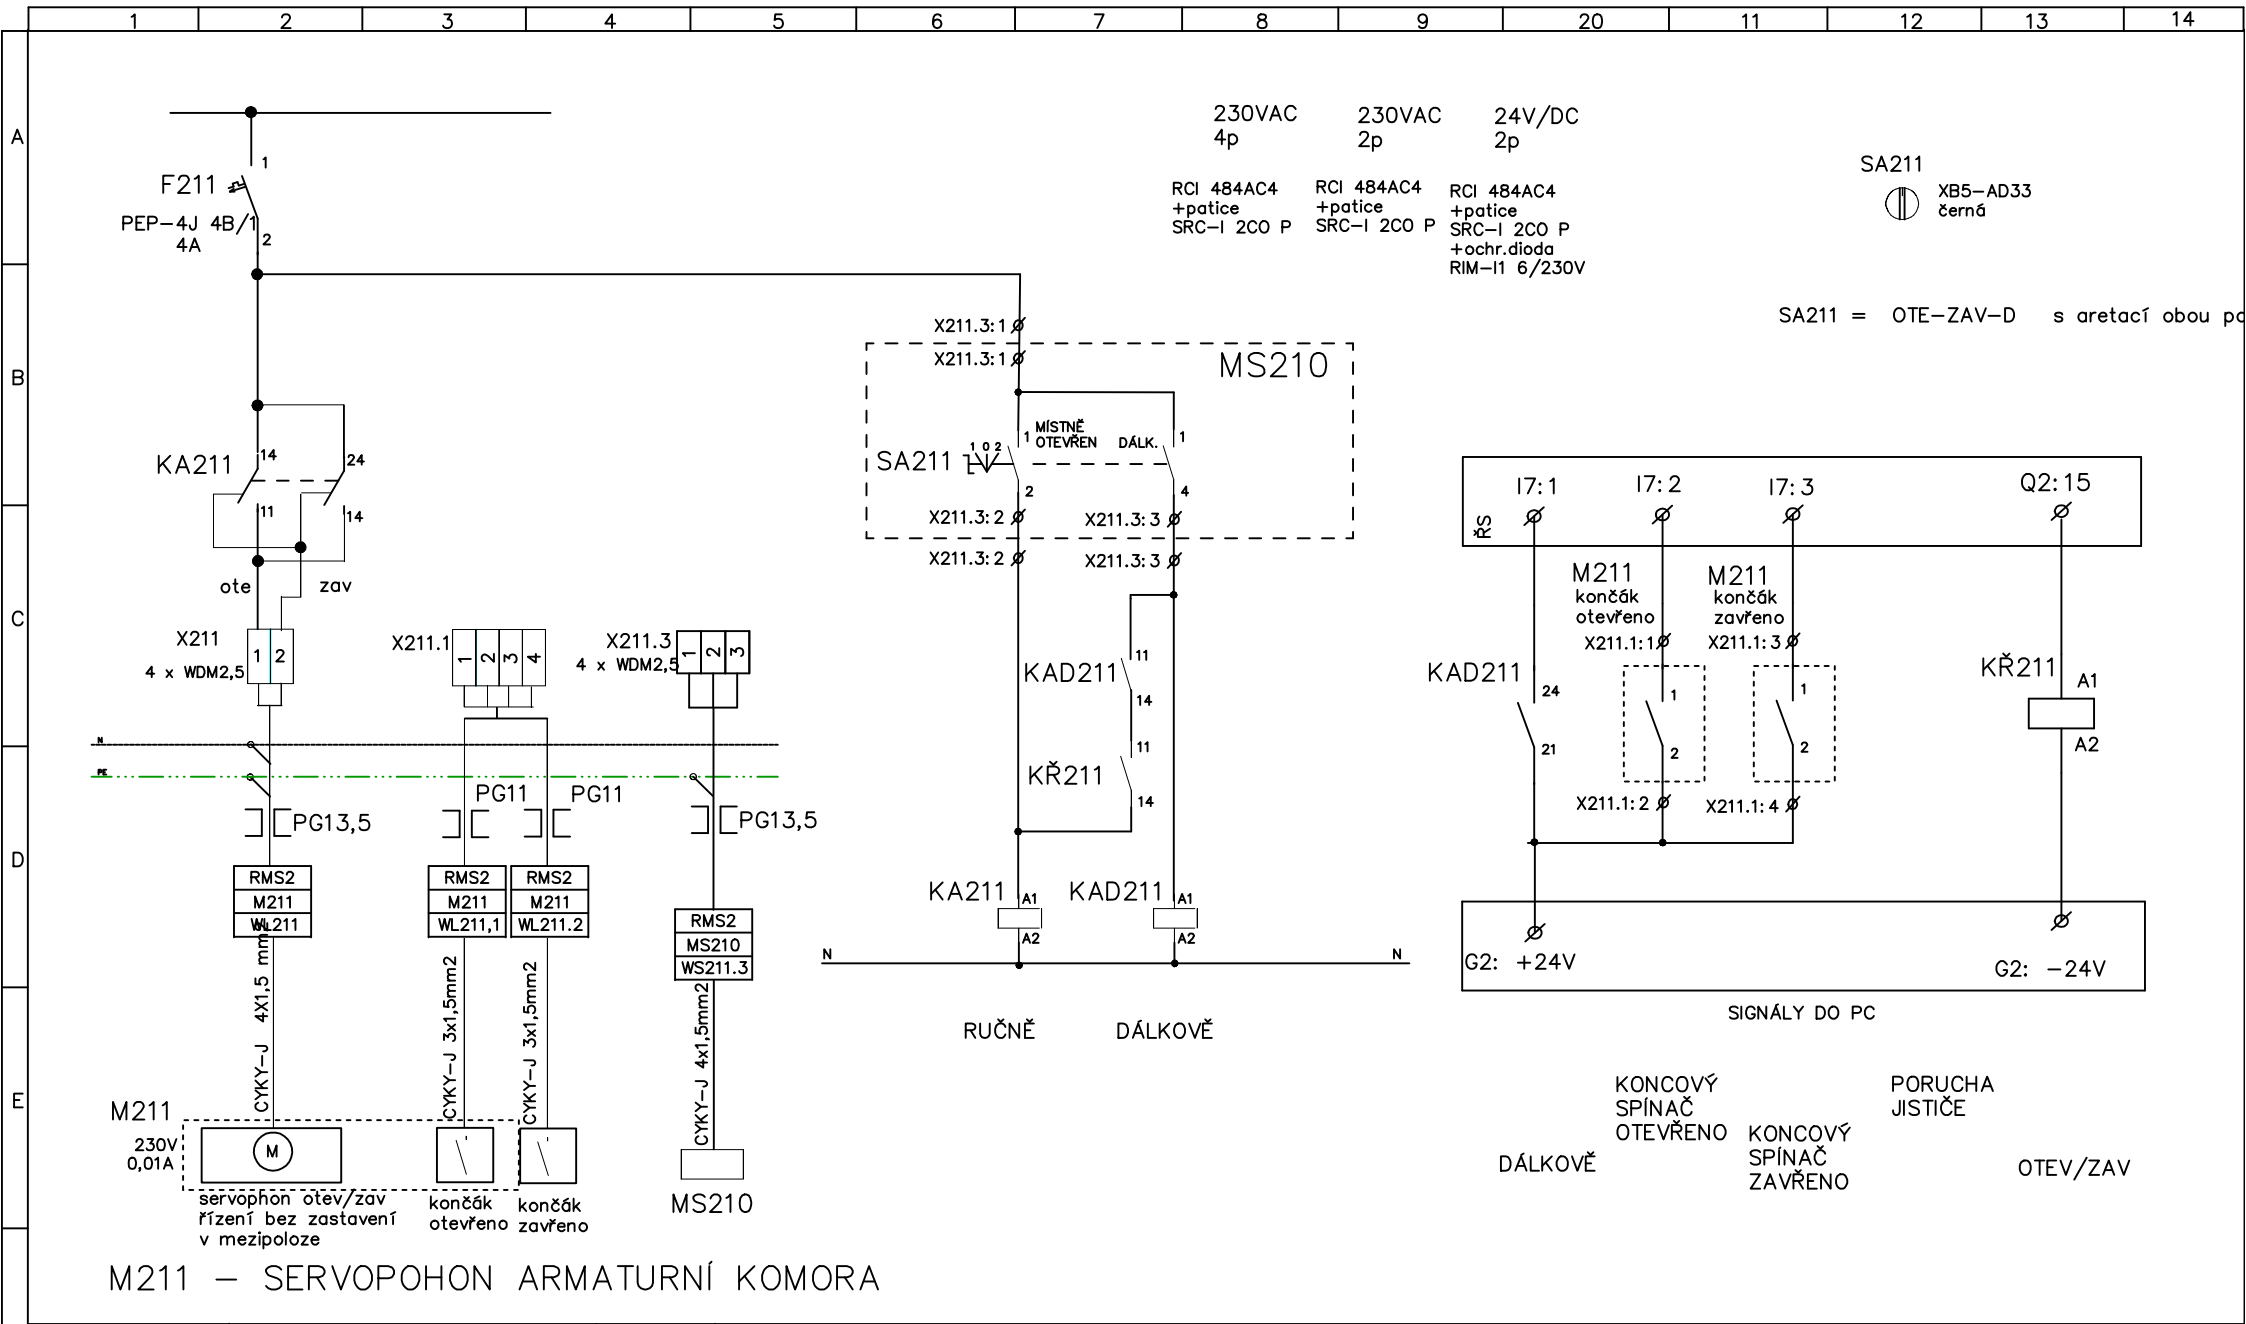 1 2 3 4 5 6 7 8 9 20 11 12 13 14
A
B
C
D
E
F211
PEP-4J 4B/1
4A
1
2
230VAC
4p
230VAC
2p
24V/DC
2p
RCI 484AC4
+patice
SRC-I 2CO P
RCI 484AC4
+patice
SRC-I 2CO P
RCI 484AC4
+patice
SRC-I 2CO P
+ochr.dioda
RIM-I1 6/230V
SA211
XB5-AD33
černá
SA211 = OTE-ZAV-D s aretací obou po
KA211
14
24
11
14
ote
zav
X211
4 x WDM2,5
1 2
X211.1
1 2 3 4
X211.3
4 x WDM2,5
1 2 3
N
PE
PG13,5
PG11
PG11
PG13,5
RMS2
M211
WL211
RMS2
M211
WL211,1
RMS2
M211
WL211.2
RMS2
MS210
WS211.3
CYKY-J 4X1,5 mm
CYKY-J 3x1,5mm2
CYKY-J 3x1,5mm2
CYKY-J 4x1,5mm2
M211
230V
0,01A
M
servophon otev/zav
řízení bez zastavení
v mezipoloze
končák
otevřeno
končák
zavřeno
MS210
X211.3:1
X211.3:1
MS210
SA211
1 0 2
1
MÍSTNĚ
OTEVŘEN
DÁLK.
1
2
4
X211.3:2
X211.3:3
X211.3:2
X211.3:3
KAD211
11
14
KŘ211
11
14
KA211
A1
A2
KAD211
A1
A2
N
N
RUČNĚ
DÁLKOVĚ
ŘS
I7:1
I7:2
I7:3
Q2:15
M211
končák
otevřeno
X211.1:1
M211
končák
zavřeno
X211.1:3
KAD211
24
21
1
2
1
2
X211.1:2
X211.1:4
KŘ211
A1
A2
G2: +24V
G2: -24V
SIGNÁLY DO PC
DÁLKOVĚ
KONCOVÝ
SPÍNAČ
OTEVŘENO
KONCOVÝ
SPÍNAČ
ZAVŘENO
PORUCHA
JISTIČE
OTEV/ZAV
M211 - SERVOPOHON ARMATURNÍ KOMORA